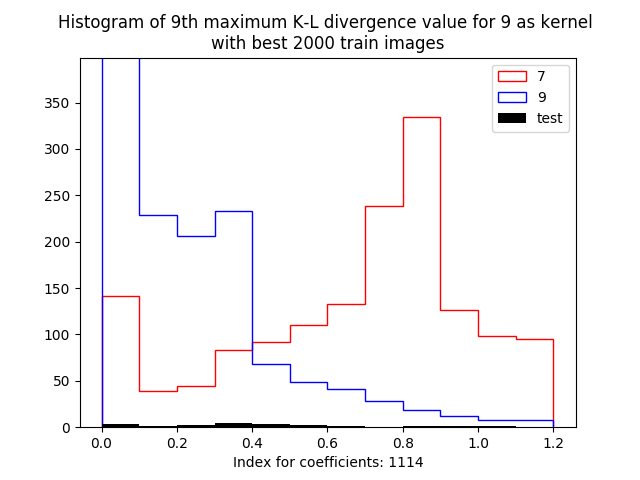 Histogram of 9th maximum K-L divergence value for 9 as kernel
with best 2000 train images
7
9
test
350
300
250
200
150
100
50
0
0.0 0.2 0.4 0.6 0.8 1.0 1.2
Index for coefficients: 1114